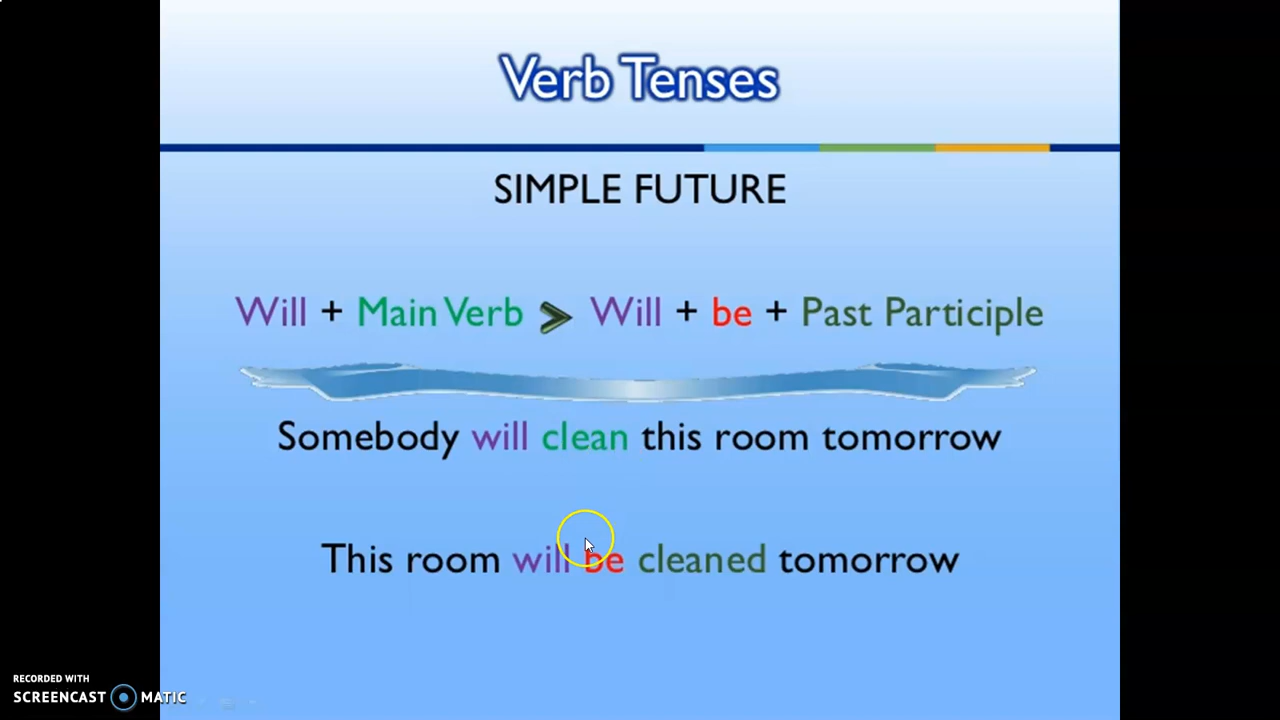 Verb Tenses
SIMPLE FUTURE
Will + Main Verb > Will + be + Past Participle
Somebody will clean this room tomorrow
This room will be cleaned tomorrow
RECORDED WITH
SCREENCAST MATIC